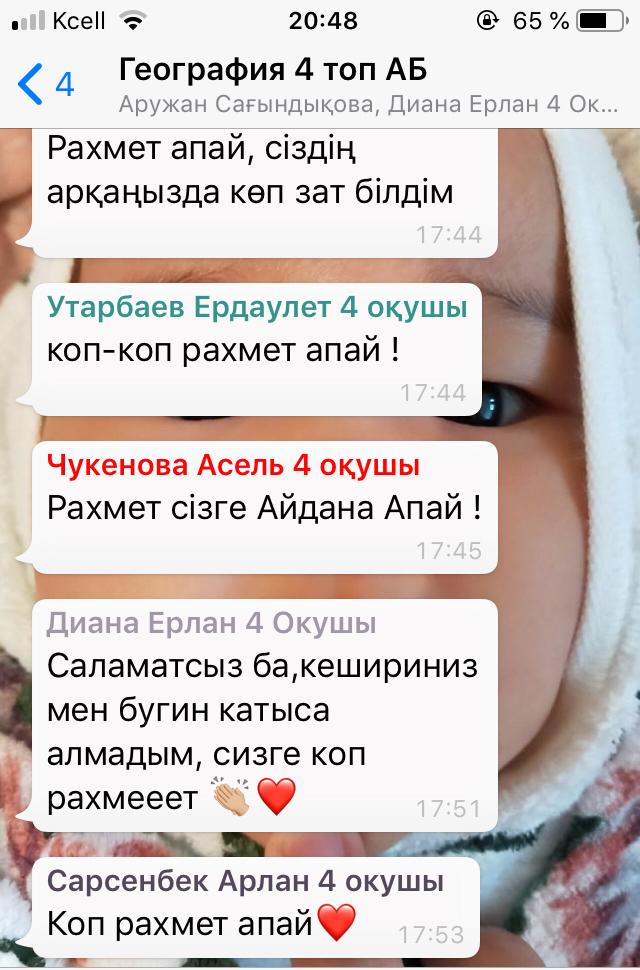 Kcell 20:48 65 %
4 География 4 топ АБ
Аружан Сағындықова, Диана Ерлан 4 Ок...
Рахмет апай, сіздің
арқаңызда көп зат білдім
17:44
Утарбаев Ердаулет 4 оқушы
коп-коп рахмет апай !
17:44
Чукенова Асель 4 оқушы
Рахмет сізге Айдана Апай !
17:45
Диана Ерлан 4 Окушы
Саламатсыз ба,кешириниз
мен бугин катыса
алмадым, сизге коп
рахмееет 👏🏼❤️ 17:51
Сарсенбек Арлан 4 окушы
Коп рахмет апай❤️ 17:53